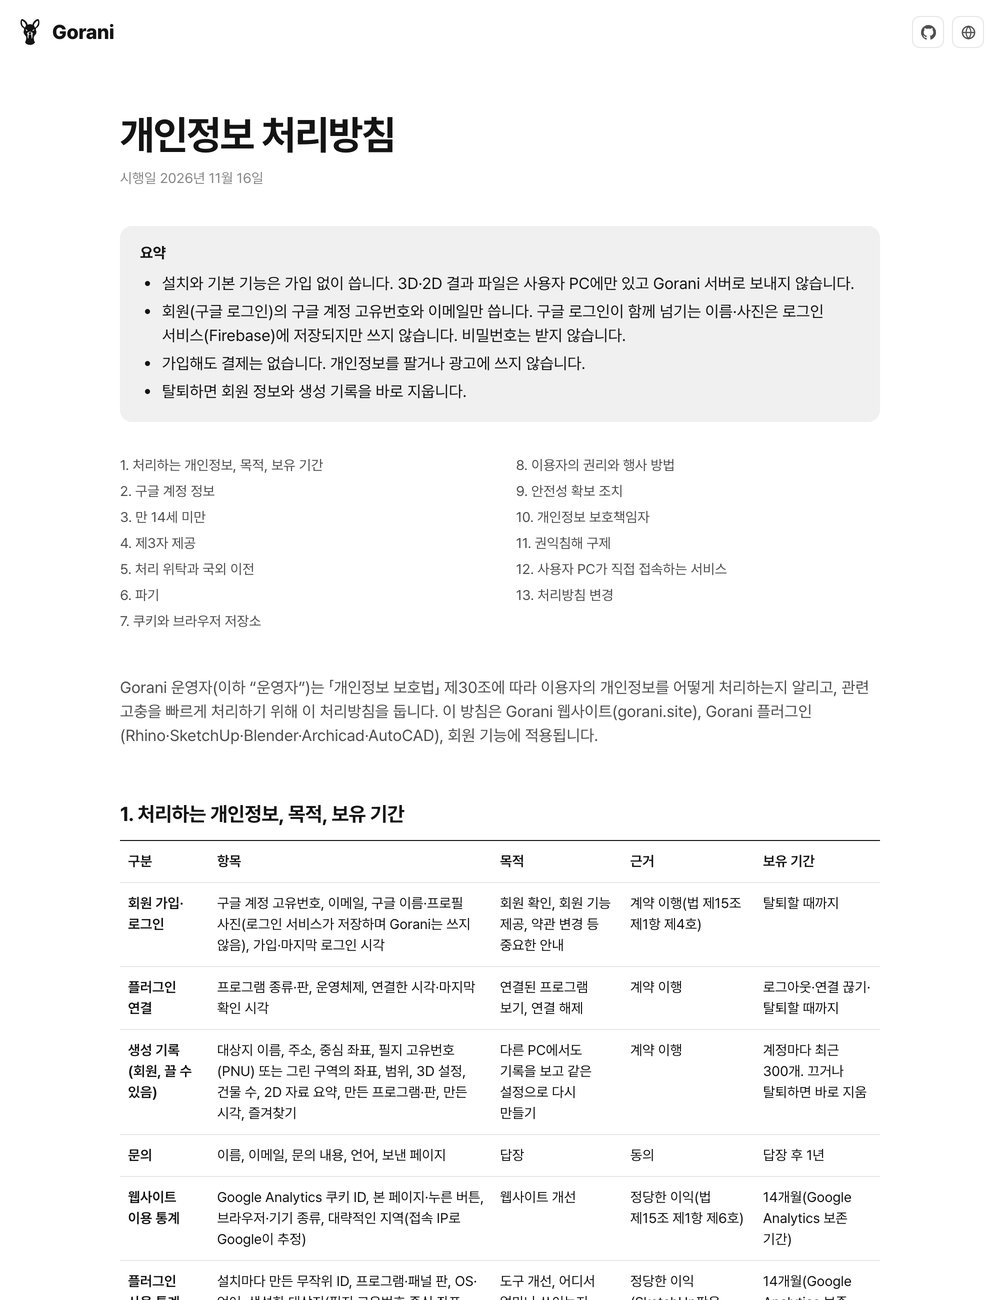 Gorani
개인정보 처리방침
시행일 2026년 11월 16일
요약
• 설치와 기본 기능은 가입 없이 씁니다. 3D·2D 결과 파일은 사용자 PC에만 있고 Gorani 서버로 보내지 않습니다.
• 회원(구글 로그인)의 구글 계정 고유번호와 이메일만 씁니다. 구글 로그인이 함께 넘기는 이름·사진은 로그인
서비스(Firebase)에 저장되지만 쓰지 않습니다. 비밀번호는 받지 않습니다.
• 가입해도 결제는 없습니다. 개인정보를 팔거나 광고에 쓰지 않습니다.
• 탈퇴하면 회원 정보와 생성 기록을 바로 지웁니다.
1. 처리하는 개인정보, 목적, 보유 기간
2. 구글 계정 정보
3. 만 14세 미만
4. 제3자 제공
5. 처리 위탁과 국외 이전
6. 파기
7. 쿠키와 브라우저 저장소
8. 이용자의 권리와 행사 방법
9. 안전성 확보 조치
10. 개인정보 보호책임자
11. 권익침해 구제
12. 사용자 PC가 직접 접속하는 서비스
13. 처리방침 변경
Gorani 운영자(이하 “운영자”)는 「개인정보 보호법」 제30조에 따라 이용자의 개인정보를 어떻게 처리하는지 알리고, 관련
고충을 빠르게 처리하기 위해 이 처리방침을 둡니다. 이 방침은 Gorani 웹사이트(gorani.site), Gorani 플러그인
(Rhino·SketchUp·Blender·Archicad·AutoCAD), 회원 기능에 적용됩니다.
1. 처리하는 개인정보, 목적, 보유 기간
구분 항목 목적 근거 보유 기간
회원 가입· 구글 계정 고유번호, 이메일, 구글 이름·프로필 회원 확인, 회원 기능 계약 이행(법 제15조 탈퇴할 때까지
로그인 사진(로그인 서비스가 저장하며 Gorani는 쓰지 제공, 약관 변경 등 제1항 제4호)
않음), 가입·마지막 로그인 시각 중요한 안내
플러그인 프로그램 종류·판, 운영체제, 연결한 시각·마지막 연결된 프로그램 계약 이행 로그아웃·연결 끊기·
연결 확인 시각 보기, 연결 해제 탈퇴할 때까지
생성 기록 대상지 이름, 주소, 중심 좌표, 필지 고유번호 다른 PC에서도 계약 이행 계정마다 최근
(회원, 끌 수 (PNU) 또는 그린 구역의 좌표, 범위, 3D 설정, 기록을 보고 같은 300개. 끄거나
있음) 건물 수, 2D 자료 요약, 만든 프로그램·판, 만든 설정으로 다시 탈퇴하면 바로 지움
시각, 즐겨찾기 만들기
문의 이름, 이메일, 문의 내용, 언어, 보낸 페이지 답장 동의 답장 후 1년
웹사이트 Google Analytics 쿠키 ID, 본 페이지·누른 버튼, 웹사이트 개선 정당한 이익(법 14개월(Google
이용 통계 브라우저·기기 종류, 대략적인 지역(접속 IP로 제15조 제1항 제6호) Analytics 보존
Google이 추정) 기간)
플러그인 설치마다 만든 무작위 ID, 프로그램·패널 판, OS· 도구 개선, 어디서 정당한 이익 14개월(Google